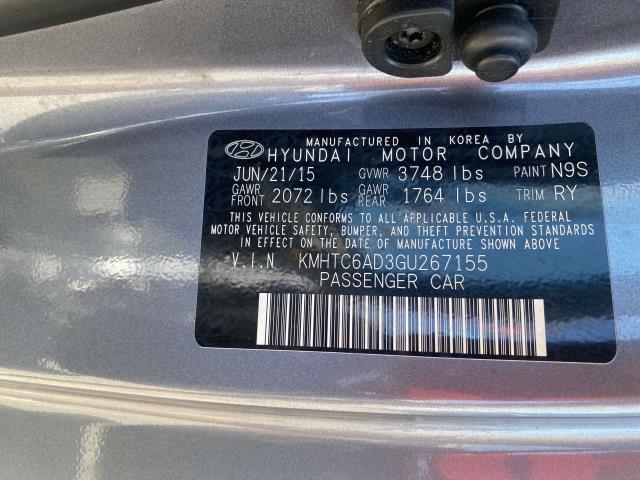 MANUFACTURED IN KOREA BY
HYUNDAI MOTOR COMPANY
JUN/21/15 GVWR 3748 lbs PAINT N9S
GAWR FRONT 2072 lbs GAWR REAR 1764 lbs TRIM RY
THIS VEHICLE CONFORMS TO ALL APPLICABLE U.S.A. FEDERAL
MOTOR VEHICLE SAFETY, BUMPER, AND THEFT PREVENTION STANDARDS
IN EFFECT ON THE DATE OF MANUFACTURE SHOWN ABOVE.
V.I.N KMHTC6AD3GU267155
PASSENGER CAR